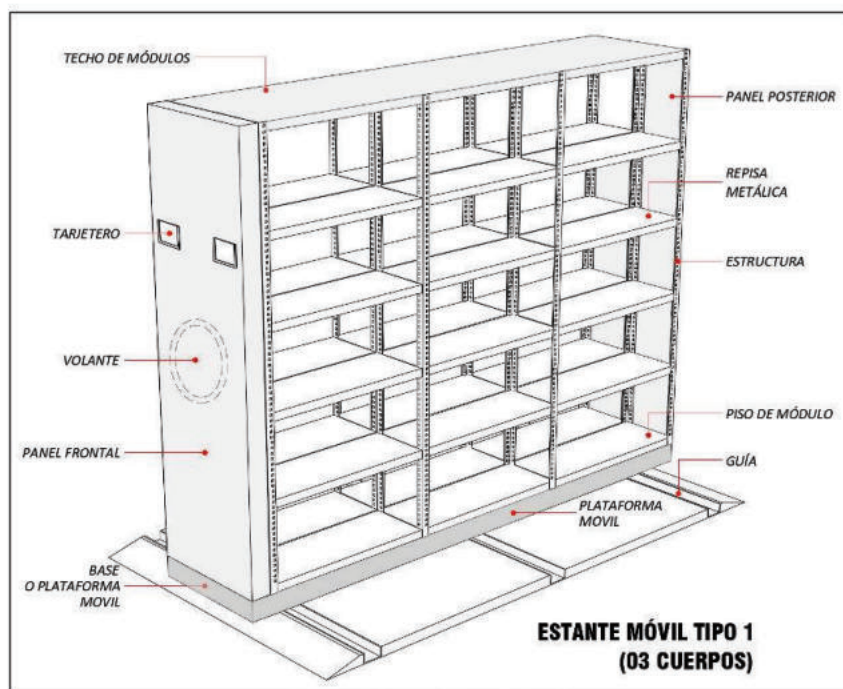 TECHO DE MÓDULOS
PANEL POSTERIOR
REPISA
METÁLICA
TARJETERO
ESTRUCTURA
VOLANTE
PISO DE MÓDULO
PANEL FRONTAL
GUÍA
PLATAFORMA
MOVIL
BASE
O PLATAFORMA
MOVIL
ESTANTE MÓVIL TIPO 1
(03 CUERPOS)